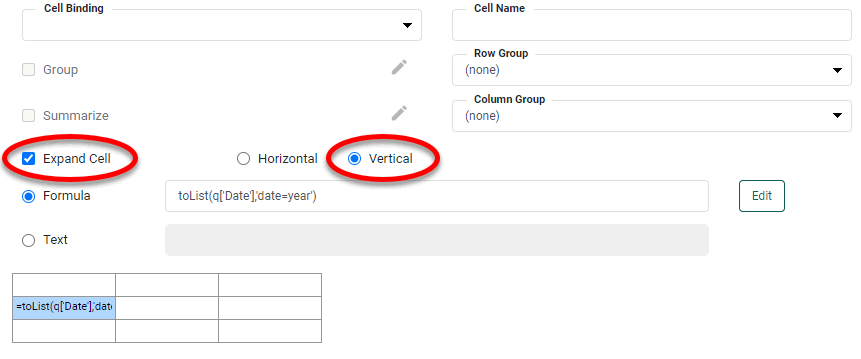 Cell Binding
Cell Name
Group
Row Group
(none)
Summarize
Column Group
(none)
Expand Cell
Horizontal
Vertical
Formula
toList(q['Date'],'date=year')
Edit
Text
=toList(q['Date'],'date